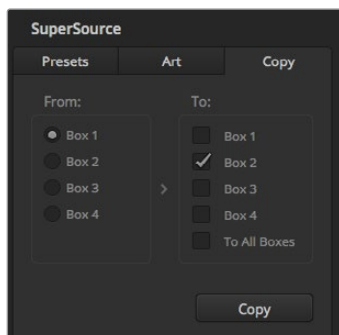 SuperSource
Presets Art Copy
From: To:
Box 1 Box 1
Box 2 Box 2
Box 3 > Box 3
Box 4 Box 4
To All Boxes
Copy